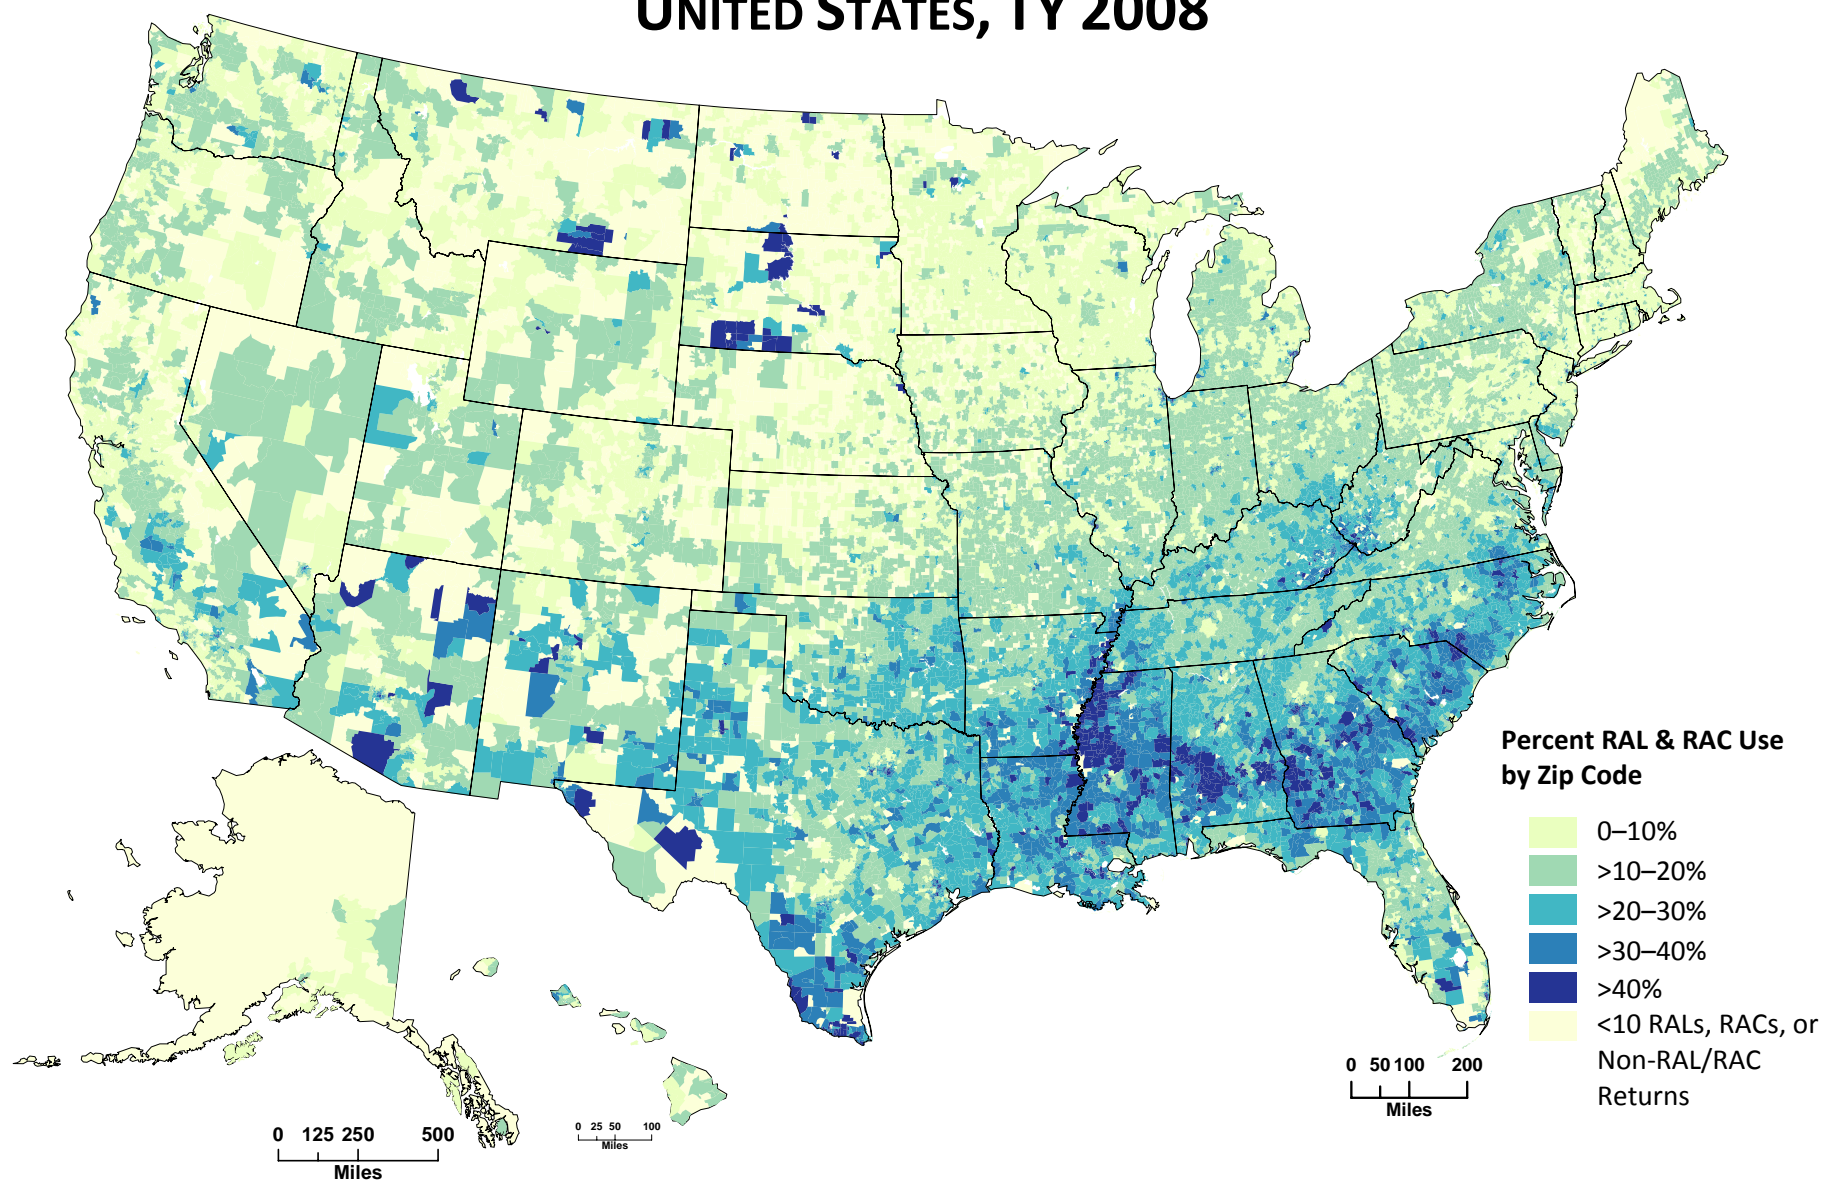 UNITED STATES, TY 2008
Percent RAL & RAC Use
by Zip Code
0–10%
>10–20%
>20–30%
>30–40%
>40%
<10 RALs, RACs, or
Non-RAL/RAC
Returns
0 50 100 200
Miles
0 125 250 500
Miles
0 25 50 100
Miles